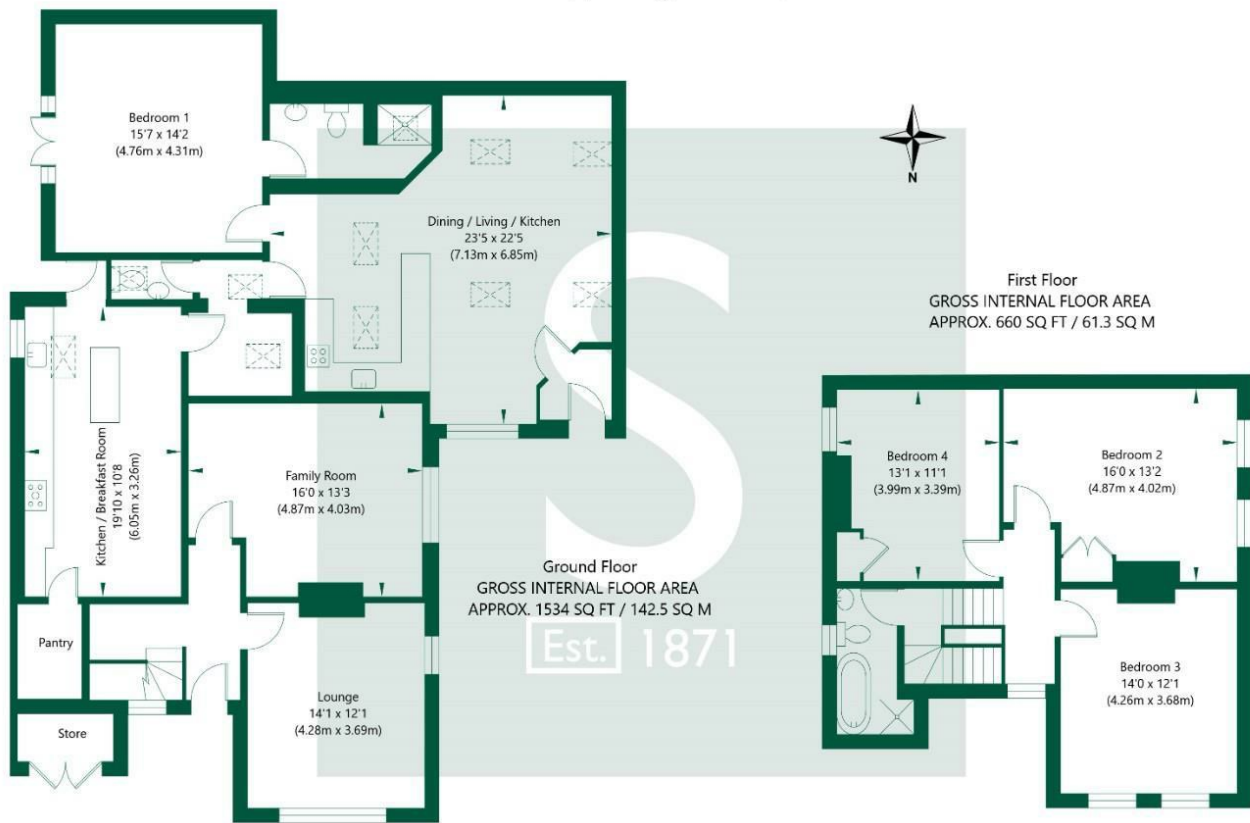 Bedroom 1
15'7 x 14'2
(4.76m x 4.31m)
Dining / Living / Kitchen
23'5 x 22'5
(7.13m x 6.85m)
N
First Floor
GROSS INTERNAL FLOOR AREA
APPROX. 660 SQ FT / 61.3 SQ M
Kitchen / Breakfast Room
19'10 x 10'8
(6.05m x 3.26m)
Family Room
16'0 x 13'3
(4.87m x 4.03m)
Bedroom 4
13'1 x 11'1
(3.99m x 3.39m)
Bedroom 2
16'0 x 13'2
(4.87m x 4.02m)
Ground Floor
GROSS INTERNAL FLOOR AREA
APPROX. 1534 SQ FT / 142.5 SQ M
S
Est. 1871
Pantry
Lounge
14'1 x 12'1
(4.28m x 3.69m)
Store
Bedroom 3
14'0 x 12'1
(4.26m x 3.68m)